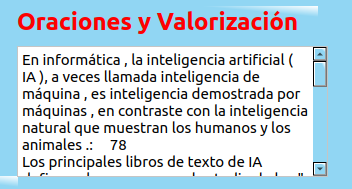 Oraciones y Valorización
En informática , la inteligencia artificial (
IA ), a veces llamada inteligencia de
máquina , es inteligencia demostrada por
máquinas , en contraste con la inteligencia
natural que muestran los humanos y los
animales .: 78
Los principales libros de texto de IA